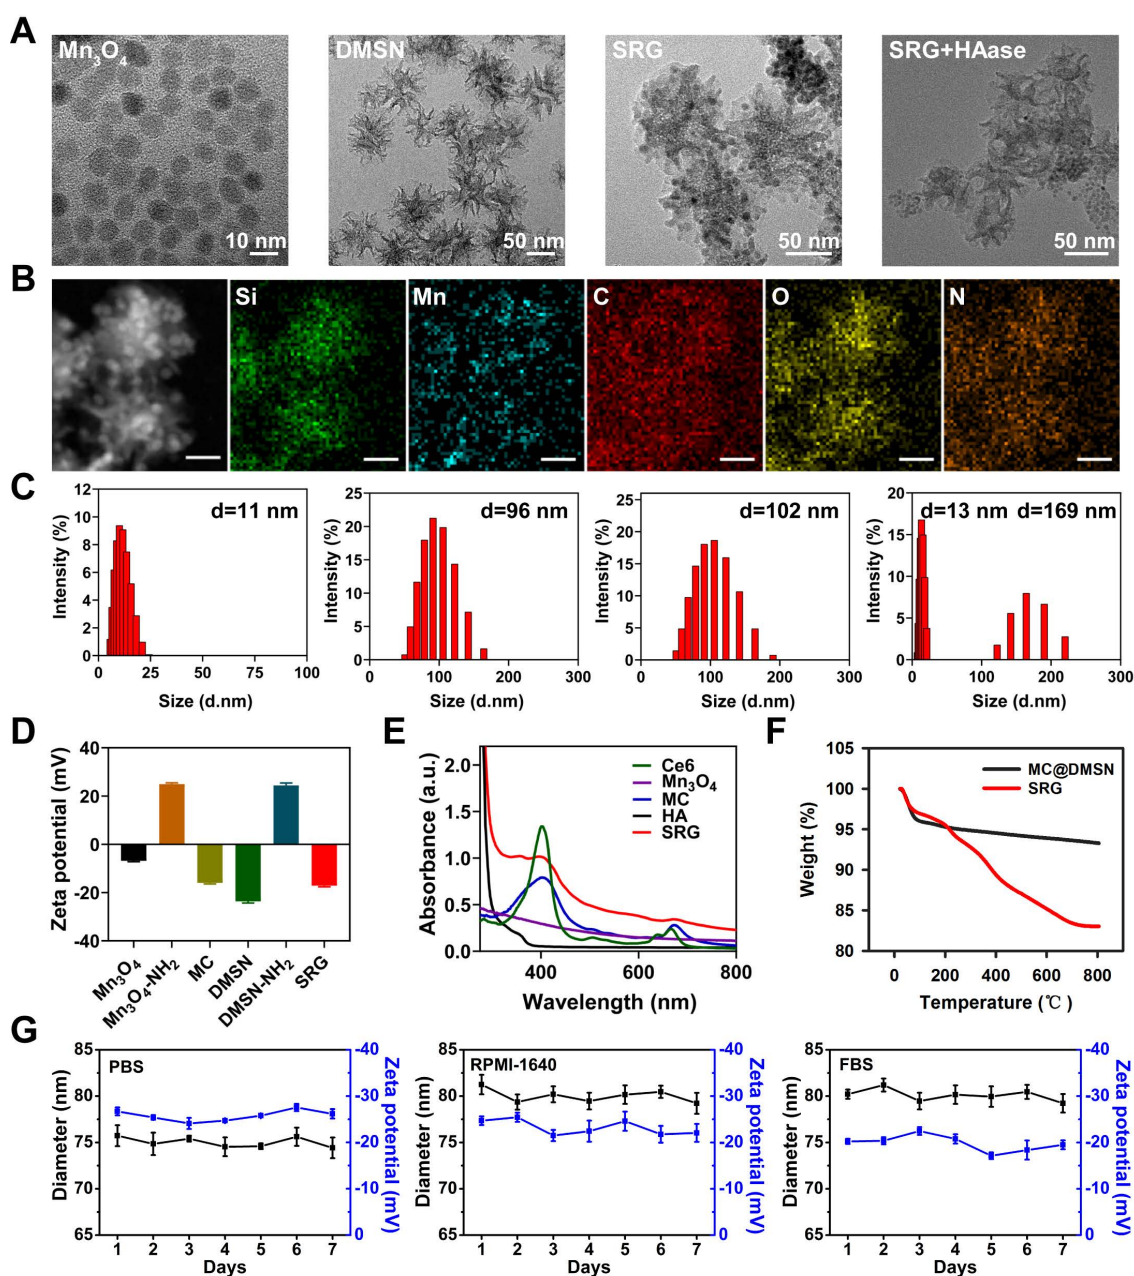 A
Mn₃O₄
DMSN
SRG
SRG+HAase
10 nm
50 nm
50 nm
50 nm
B
Si
Mn
C
O
N
C
d=11 nm
Intensity (%)
12
10
8
6
4
2
0
0 25 50 75 100
Size (d.nm)
d=96 nm
Intensity (%)
25
20
15
10
5
0
0 100 200 300
Size (d.nm)
d=102 nm
Intensity (%)
25
20
15
10
5
0
0 100 200 300
Size (d.nm)
d=13 nm d=169 nm
Intensity (%)
20
15
10
5
0
0 100 200 300
Size (d.nm)
D
Zeta potential (mV)
40
20
0
-20
-40
Mn₃O₄
Mn₃O₄-NH₂
MC
DMSN
DMSN-NH₂
SRG
E
Absorbance (a.u.)
2.0
1.5
1.0
0.5
0.0
Ce6
Mn₃O₄
MC
HA
SRG
400 600 800
Wavelength (nm)
F
Weight (%)
105
100
95
90
85
80
MC@DMSN
SRG
0 200 400 600 800
Temperature (℃ )
G
PBS
Diameter (nm)
85
80
75
70
65
-40
-30
-20
-10
0
Zeta potential (mV)
1 2 3 4 5 6 7
Days
RPMI-1640
Diameter (nm)
85
80
75
70
65
-40
-30
-20
-10
0
Zeta potential (mV)
1 2 3 4 5 6 7
Days
FBS
Diameter (nm)
85
80
75
70
65
-40
-30
-20
-10
0
Zeta potential (mV)
1 2 3 4 5 6 7
Days